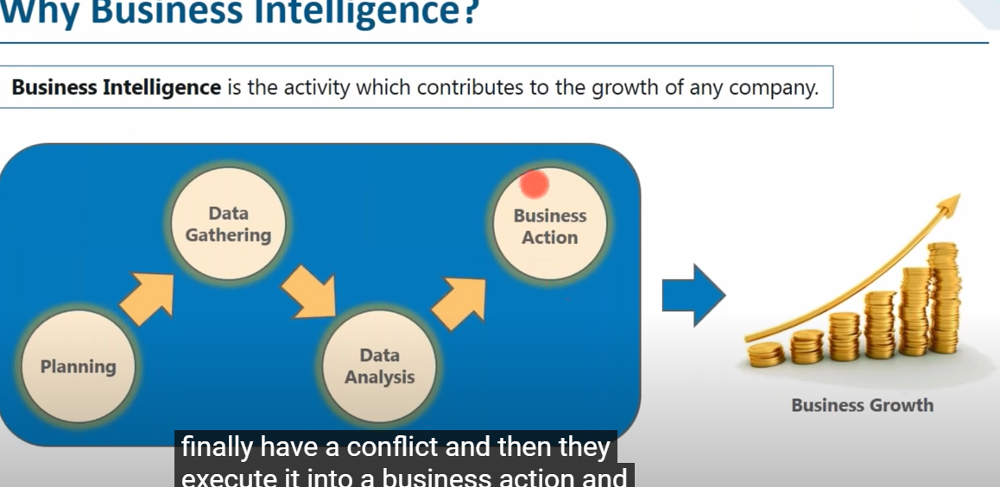 Why Business Intelligence?
Business Intelligence is the activity which contributes to the growth of any company.
Data
Gathering
Business
Action
Planning
Data
Analysis
Business Growth
finally have a conflict and then they
execute it into a business action and